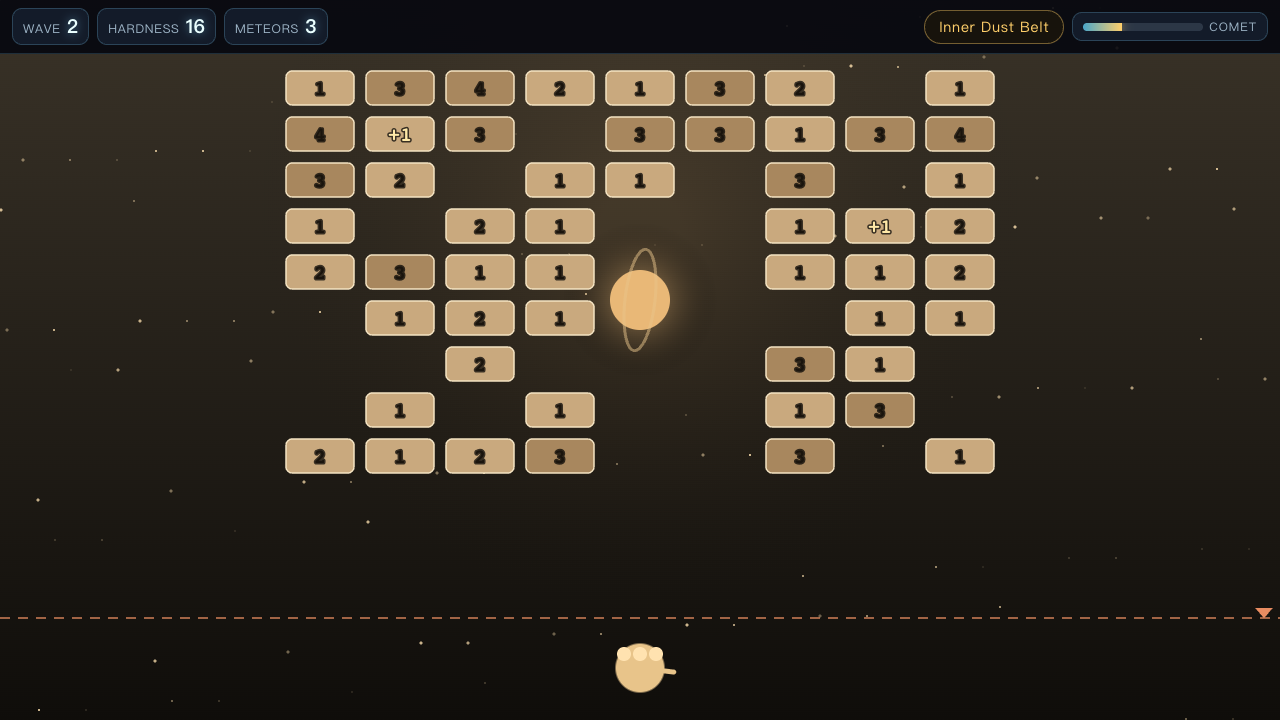 WAVE 2 HARDNESS 16 METEORS 3 Inner Dust Belt COMET
1 3 4 2 1 3 2 1
4 +1 3 3 3 1 3 4
3 2 1 1 3 1
1 2 1 1 +1 2
2 3 1 1 1 1 2
1 2 1 1 1
2 3 1
1 1 1 3
2 1 2 3 3 1